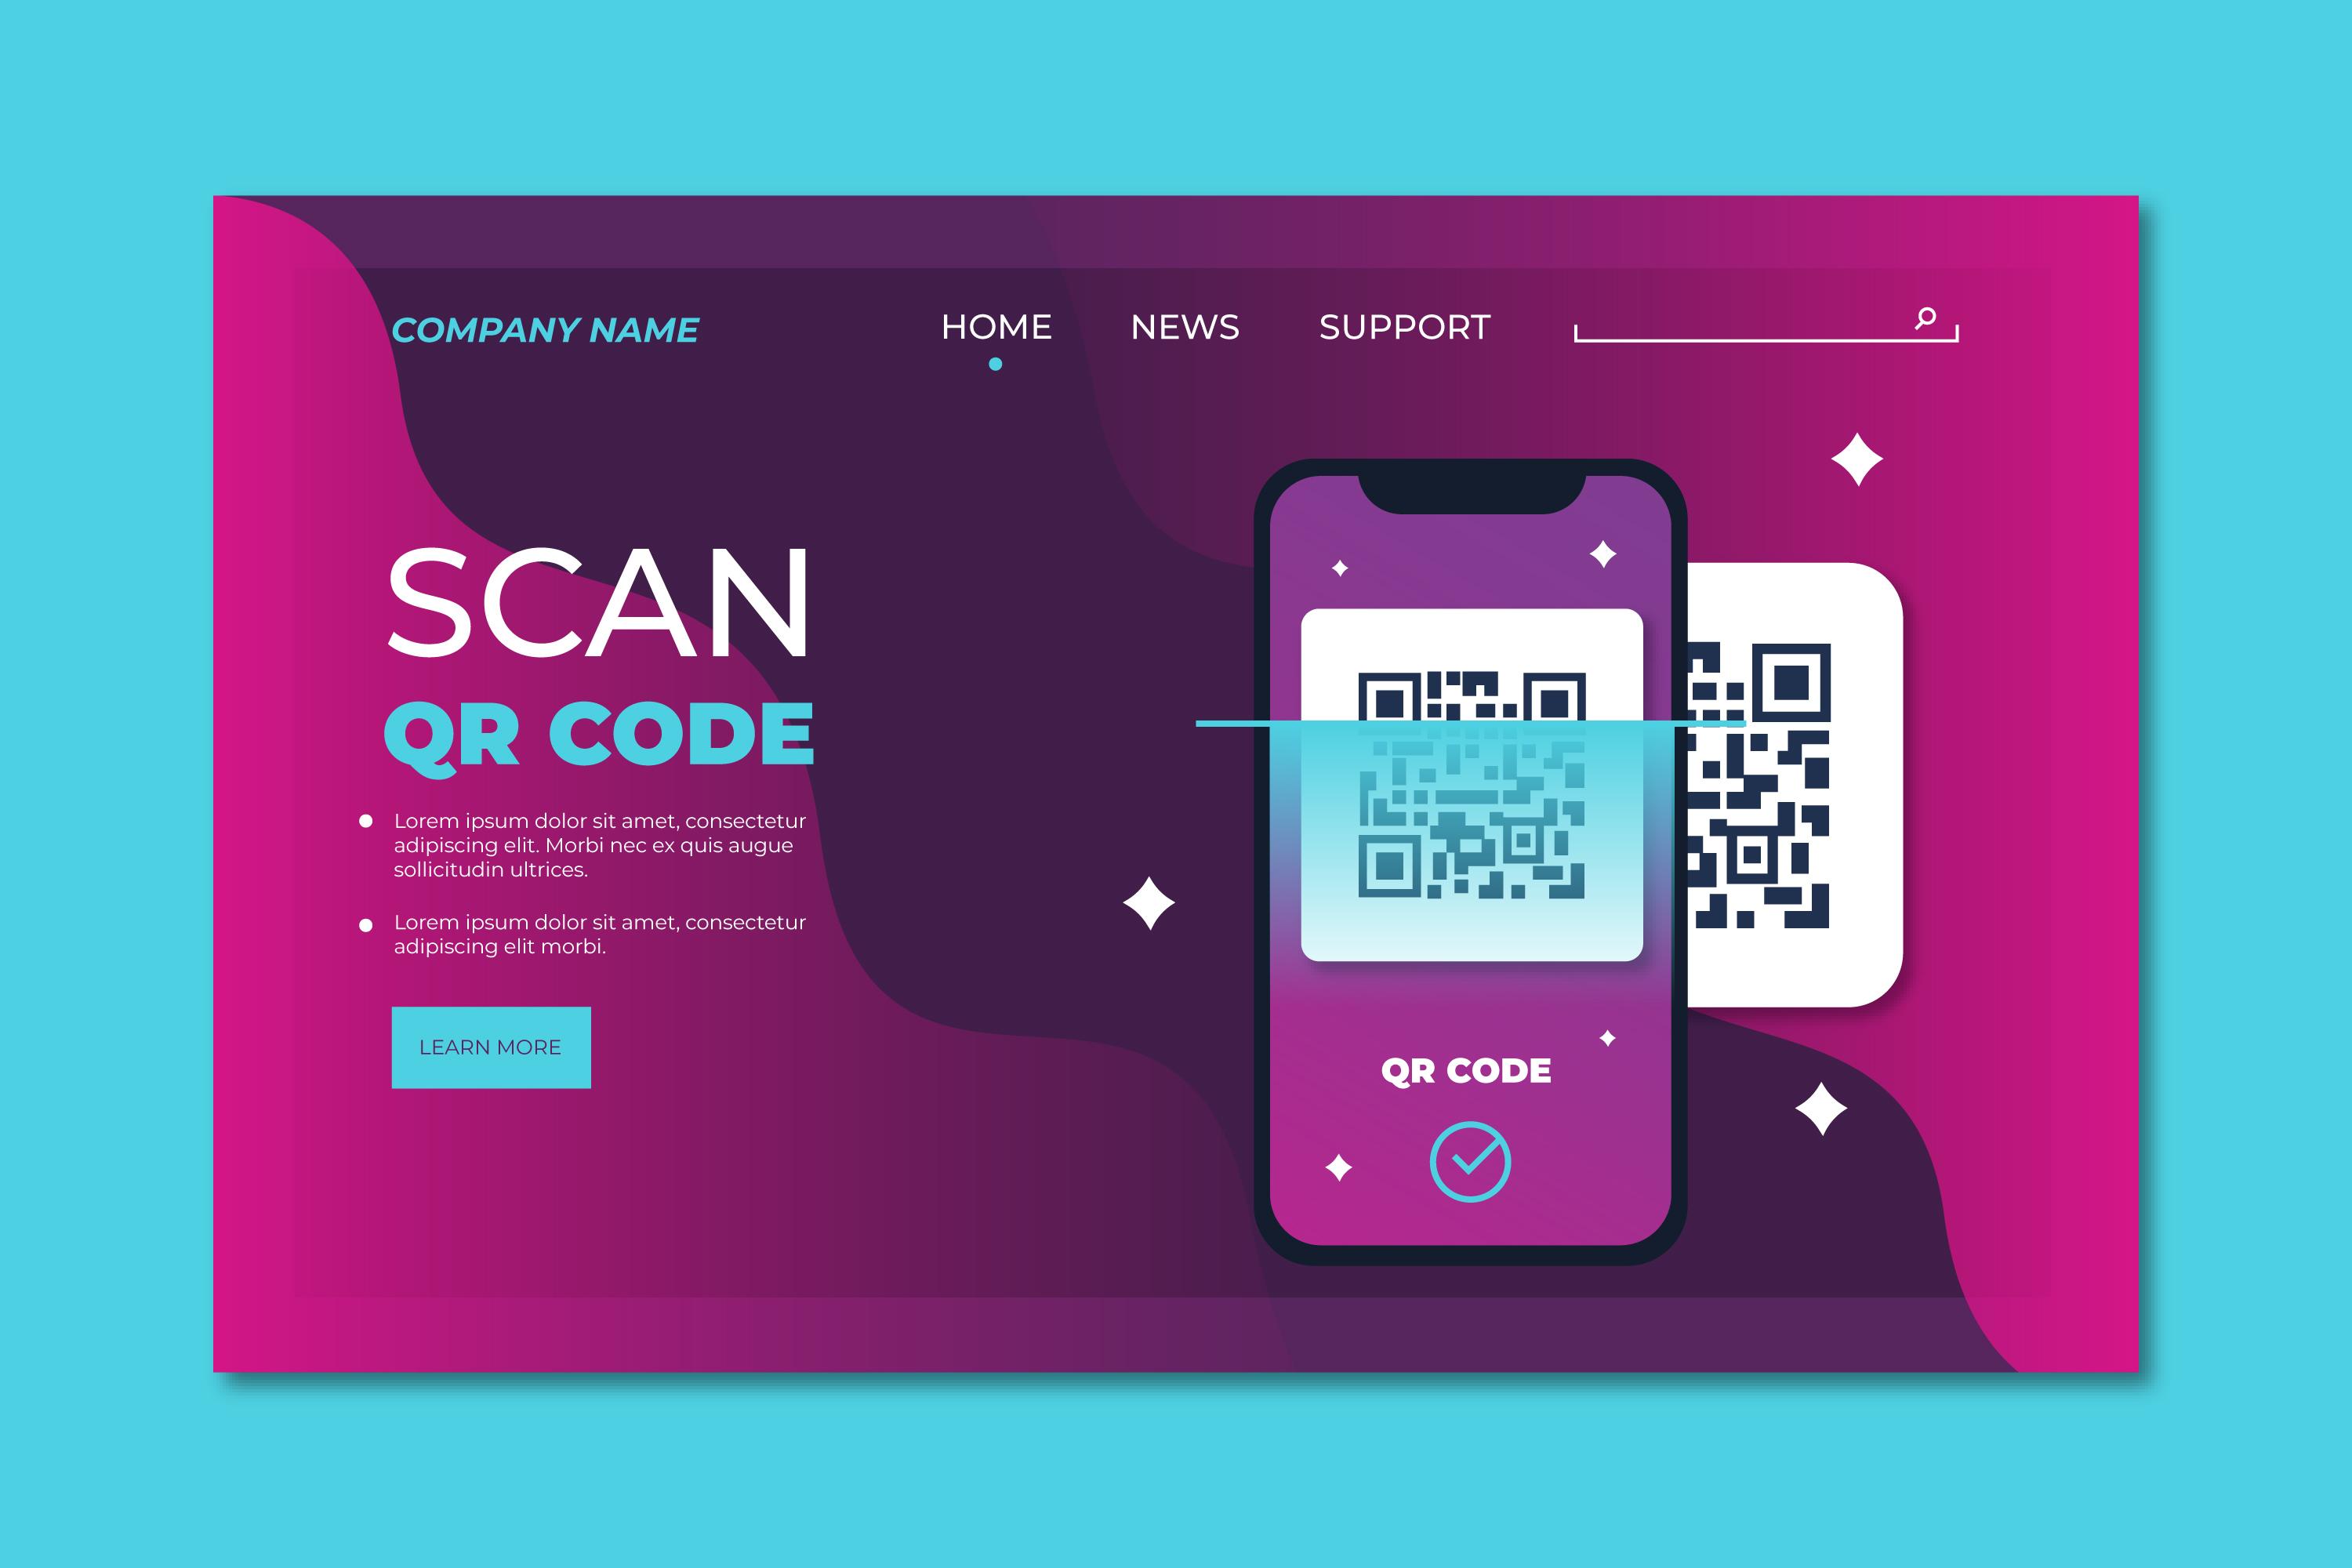 COMPANY NAME
HOME
NEWS
SUPPORT
SCAN
QR CODE
Lorem ipsum dolor sit amet, consectetur
adipiscing elit. Morbi nec ex quis augue
sollicitudin ultrices.
Lorem ipsum dolor sit amet, consectetur
adipiscing elit morbi.
LEARN MORE
QR CODE